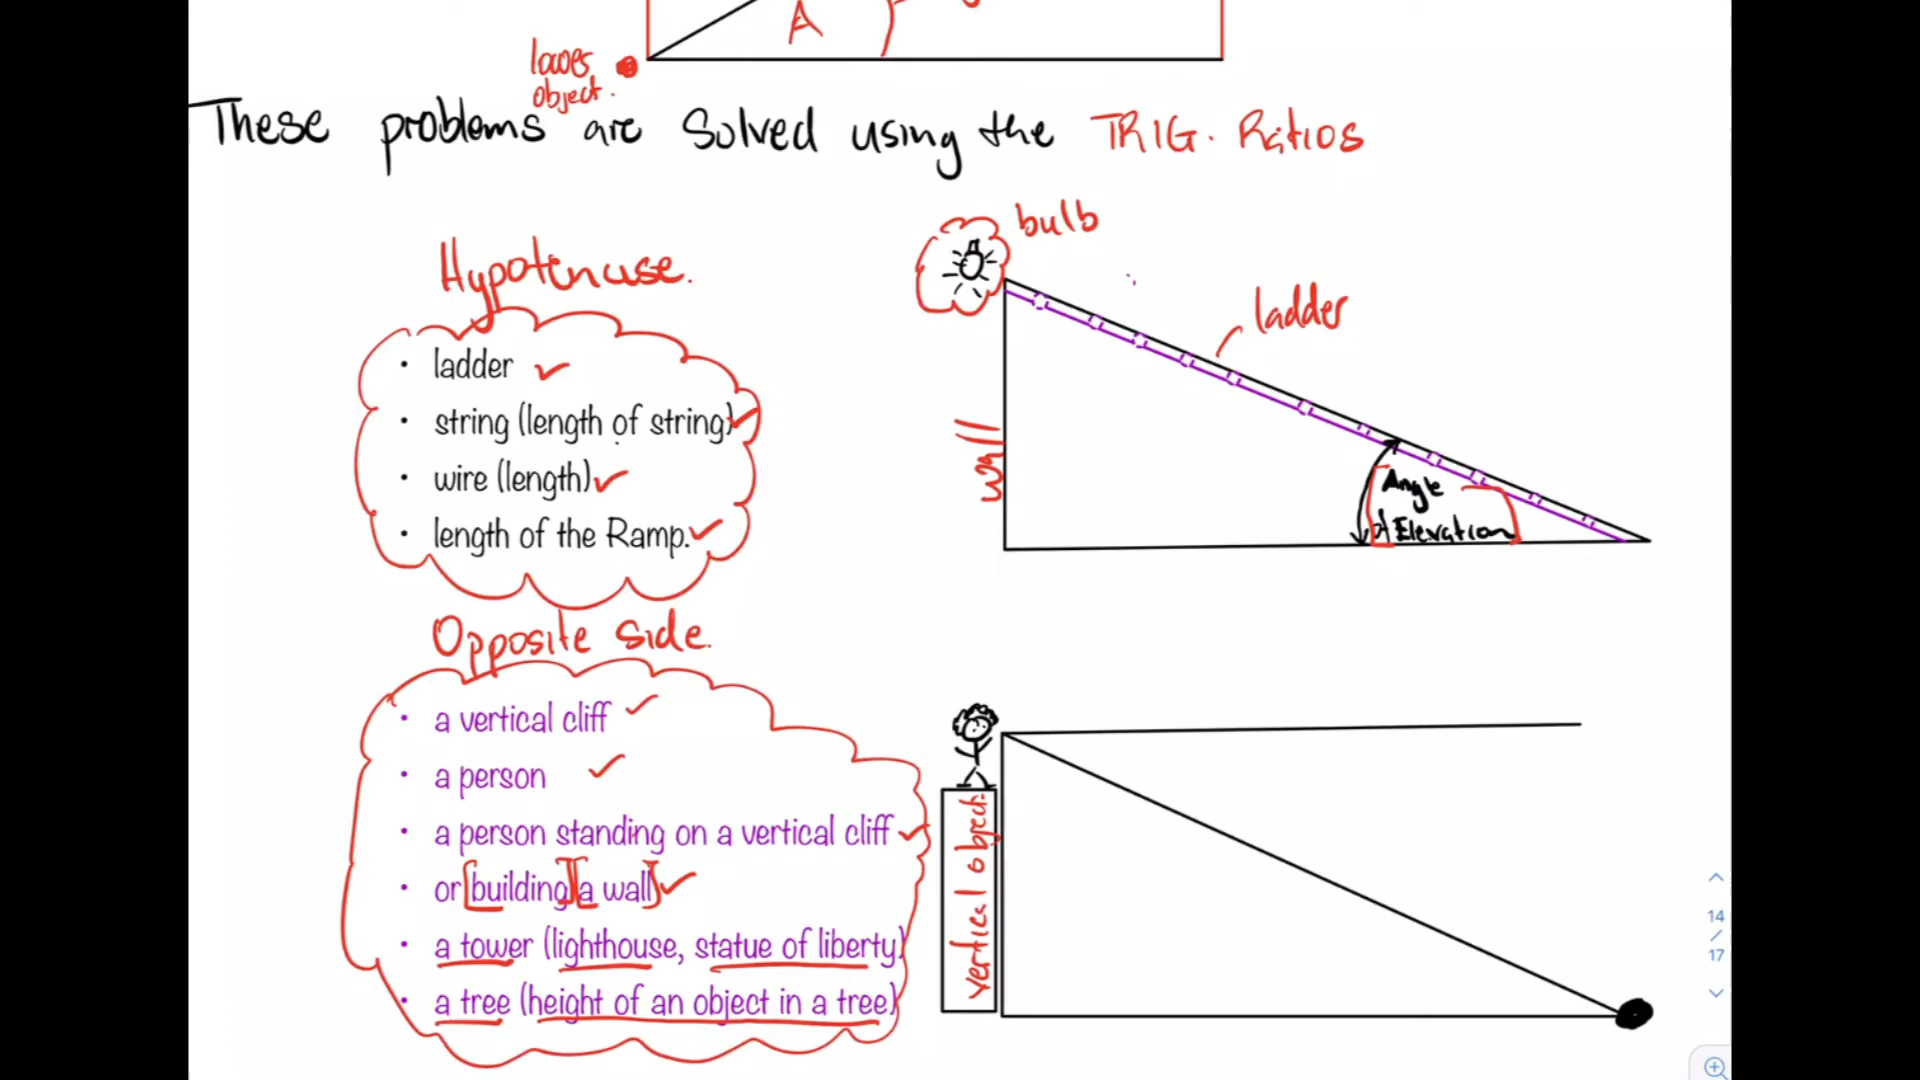 A
lower
object.
These problems are Solved using the TRIG. Ratios
Hypotenuse.
• ladder
• string (length of string)
• wire (length)
• length of the Ramp.
bulb
ladder
wall
Angle
of Elevation
Opposite side.
• a vertical cliff
• a person
• a person standing on a vertical cliff
• or building a wall
• a tower (lighthouse, statue of liberty)
• a tree (height of an object in a tree)
vertical object.
14
/
17